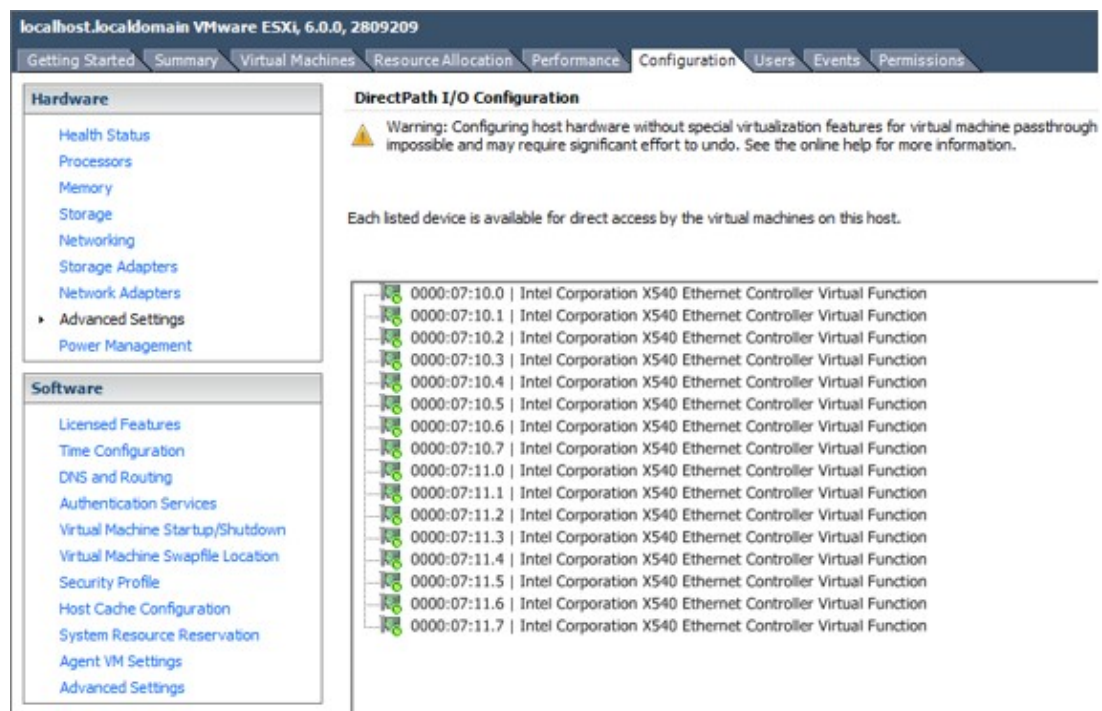 localhost.localdomain VMware ESXi, 6.0.0, 2809209
Getting Started Summary Virtual Machines Resource Allocation Performance Configuration Users Events Permissions
Hardware
Health Status
Processors
Memory
Storage
Networking
Storage Adapters
Network Adapters
Advanced Settings
Power Management
Software
Licensed Features
Time Configuration
DNS and Routing
Authentication Services
Virtual Machine Startup/Shutdown
Virtual Machine Swapfile Location
Security Profile
Host Cache Configuration
System Resource Reservation
Agent VM Settings
Advanced Settings
DirectPath I/O Configuration
Warning: Configuring host hardware without special virtualization features for virtual machine passthrough
impossible and may require significant effort to undo. See the online help for more information.
Each listed device is available for direct access by the virtual machines on this host.
0000:07:10.0 | Intel Corporation X540 Ethernet Controller Virtual Function
0000:07:10.1 | Intel Corporation X540 Ethernet Controller Virtual Function
0000:07:10.2 | Intel Corporation X540 Ethernet Controller Virtual Function
0000:07:10.3 | Intel Corporation X540 Ethernet Controller Virtual Function
0000:07:10.4 | Intel Corporation X540 Ethernet Controller Virtual Function
0000:07:10.5 | Intel Corporation X540 Ethernet Controller Virtual Function
0000:07:10.6 | Intel Corporation X540 Ethernet Controller Virtual Function
0000:07:10.7 | Intel Corporation X540 Ethernet Controller Virtual Function
0000:07:11.0 | Intel Corporation X540 Ethernet Controller Virtual Function
0000:07:11.1 | Intel Corporation X540 Ethernet Controller Virtual Function
0000:07:11.2 | Intel Corporation X540 Ethernet Controller Virtual Function
0000:07:11.3 | Intel Corporation X540 Ethernet Controller Virtual Function
0000:07:11.4 | Intel Corporation X540 Ethernet Controller Virtual Function
0000:07:11.5 | Intel Corporation X540 Ethernet Controller Virtual Function
0000:07:11.6 | Intel Corporation X540 Ethernet Controller Virtual Function
0000:07:11.7 | Intel Corporation X540 Ethernet Controller Virtual Function